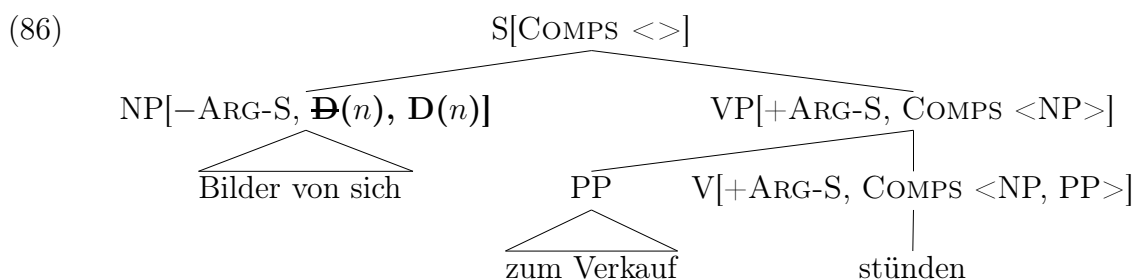 (86) S[COMPS <>]
NP[−ARG-S, D̶(n), D(n)] VP[+ARG-S, COMPS <NP>]
Bilder von sich PP V[+ARG-S, COMPS <NP, PP>]
zum Verkauf stünden